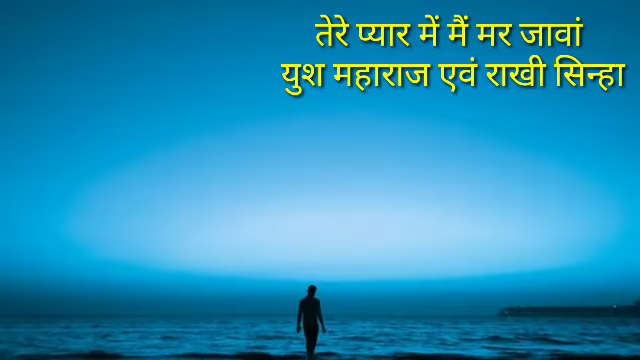 तेरे प्यार में मैं मर जावां
युश महाराज एवं राखी सिन्हा